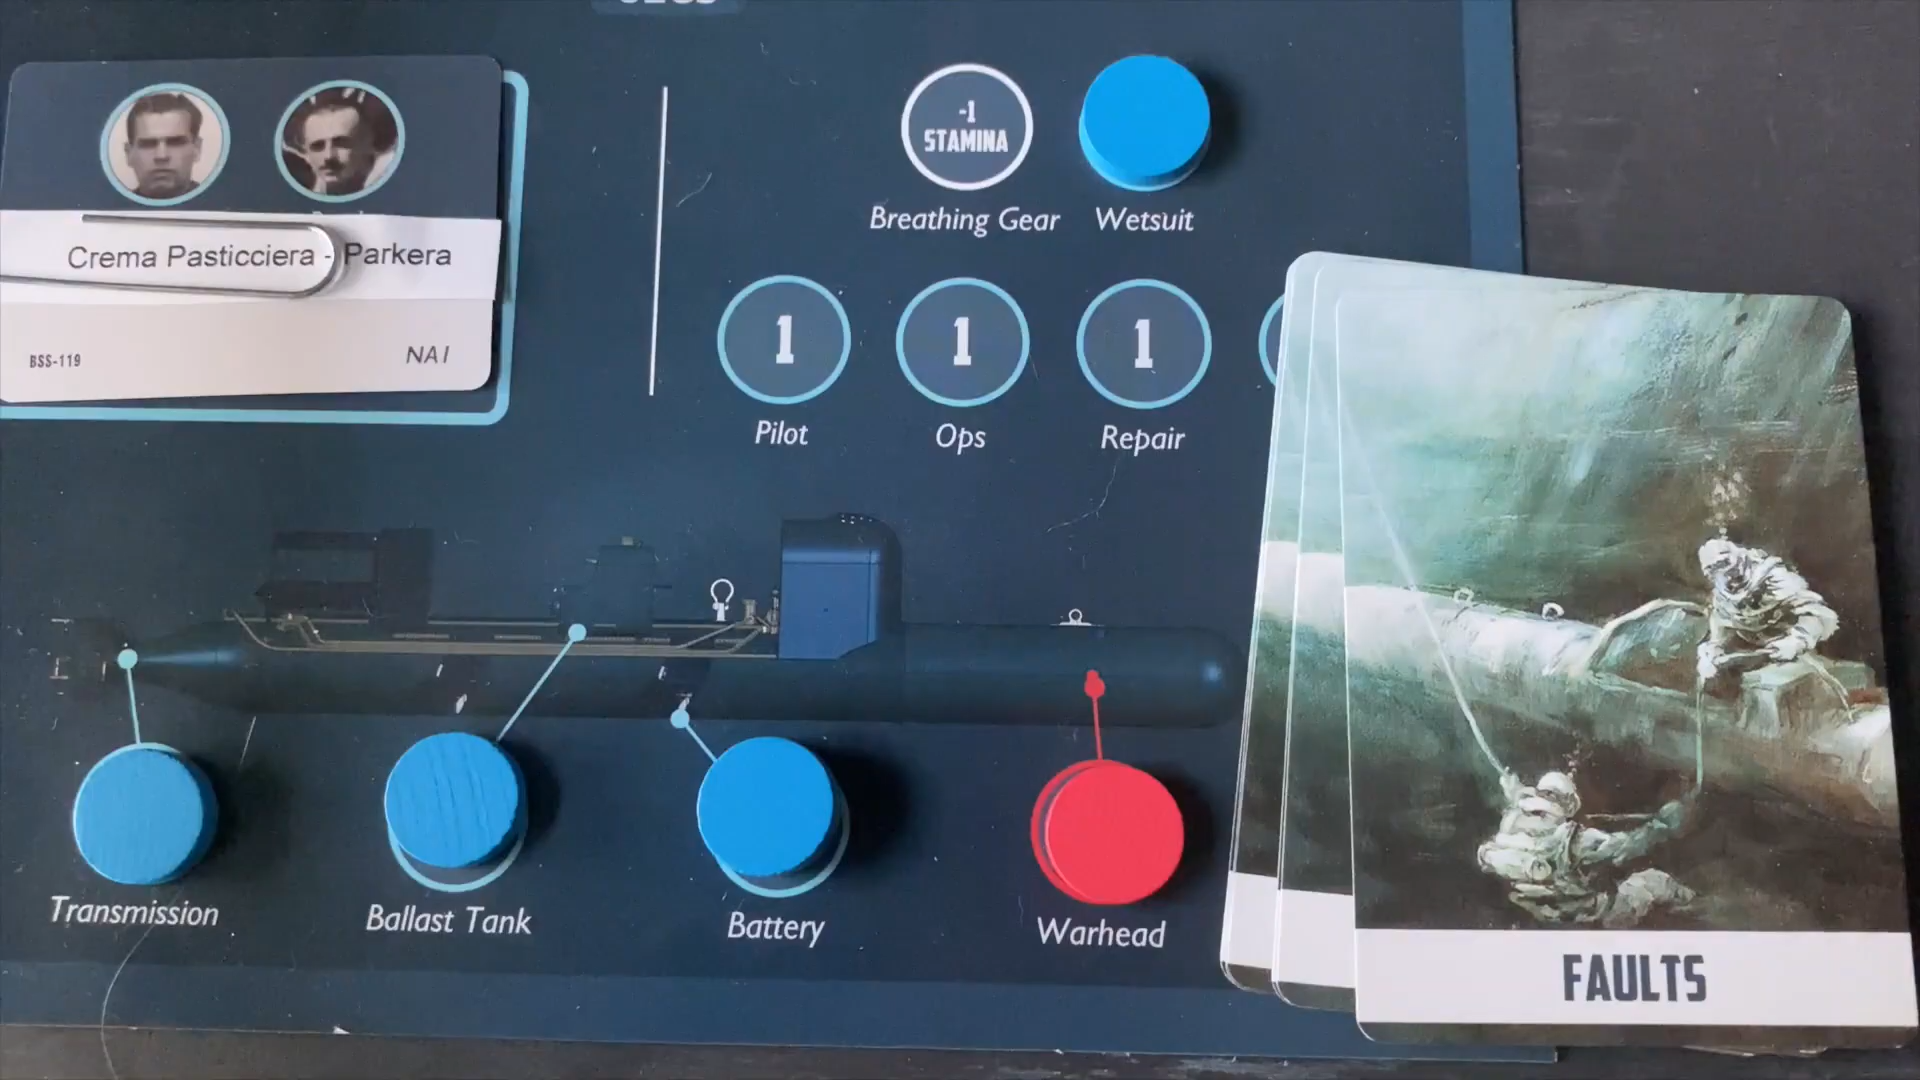 Crema Pasticciera - Parkera
BSS-119
NA1
-1
STAMINA
Breathing Gear
Wetsuit
1
1
1
Pilot
Ops
Repair
Transmission
Ballast Tank
Battery
Warhead
FAULTS